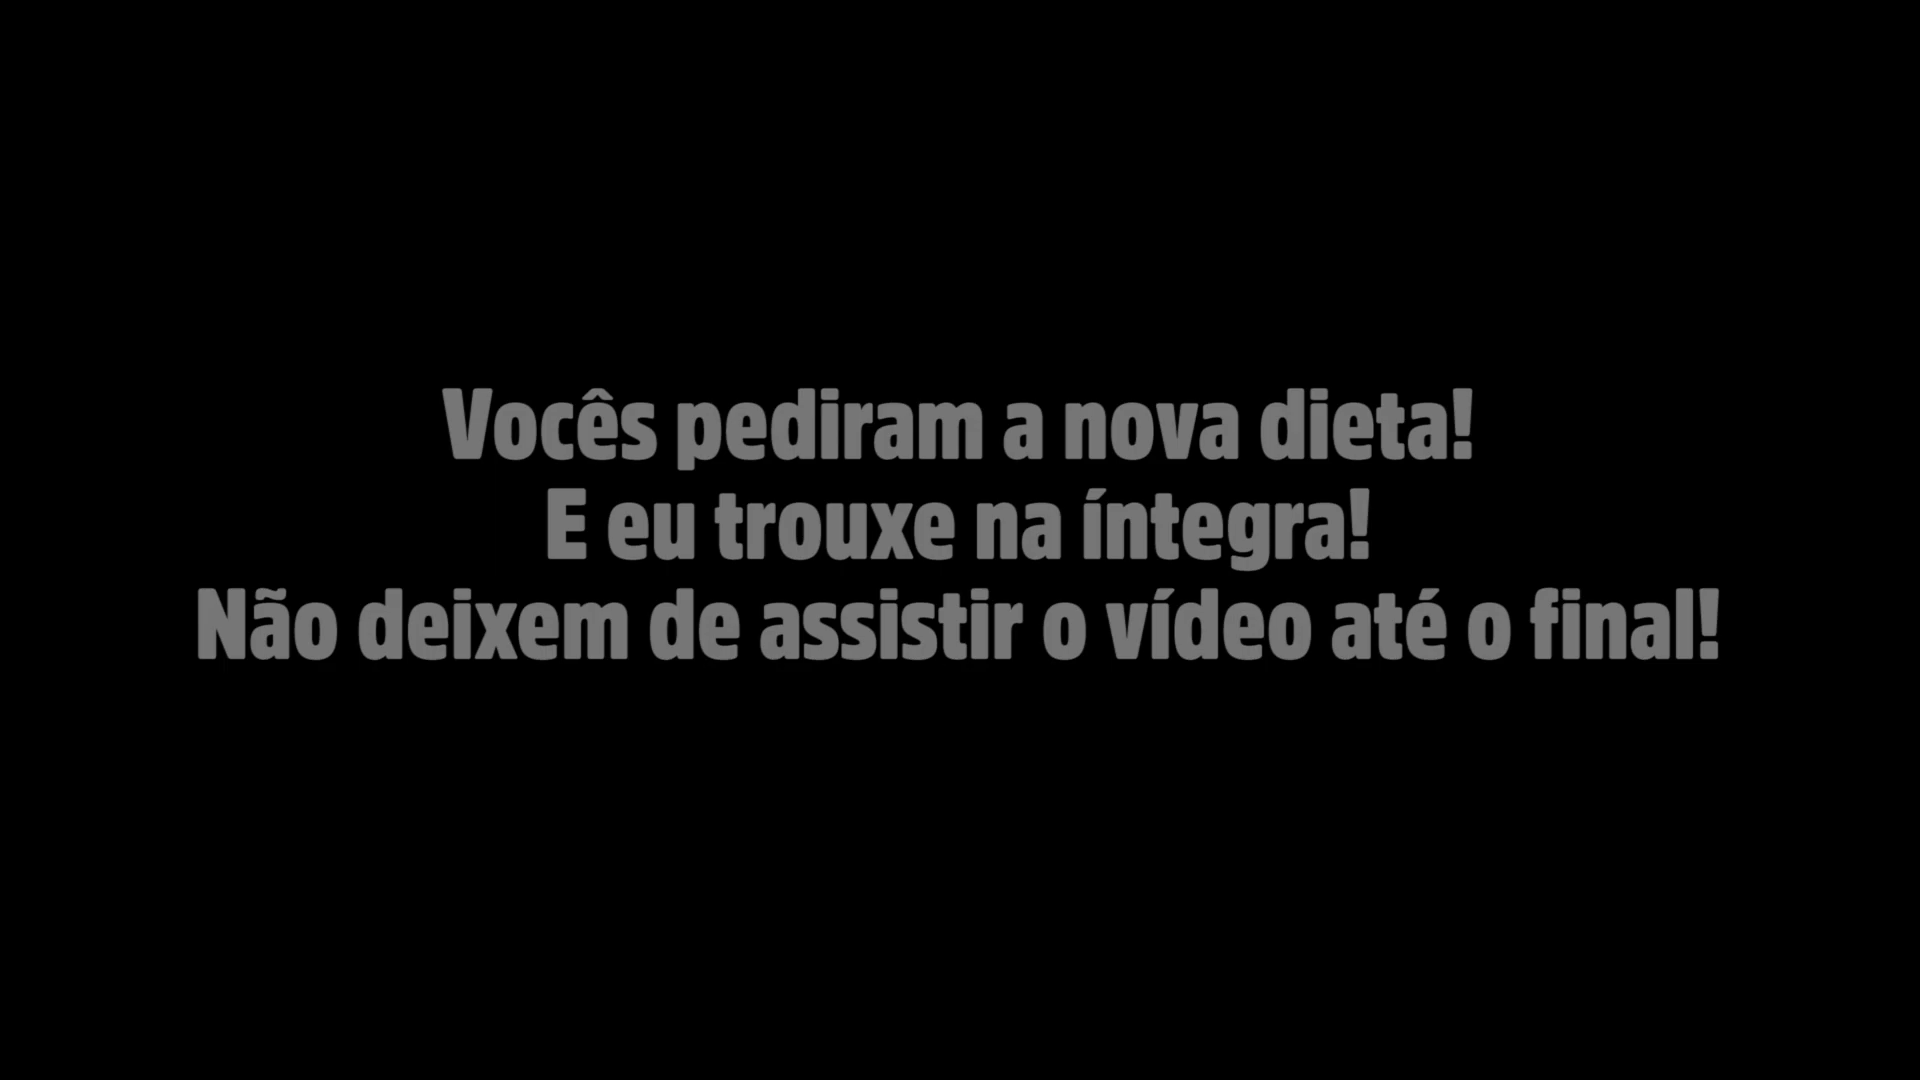 Vocês pediram a nova dieta!
E eu trouxe na íntegra!
Não deixem de assistir o vídeo até o final!